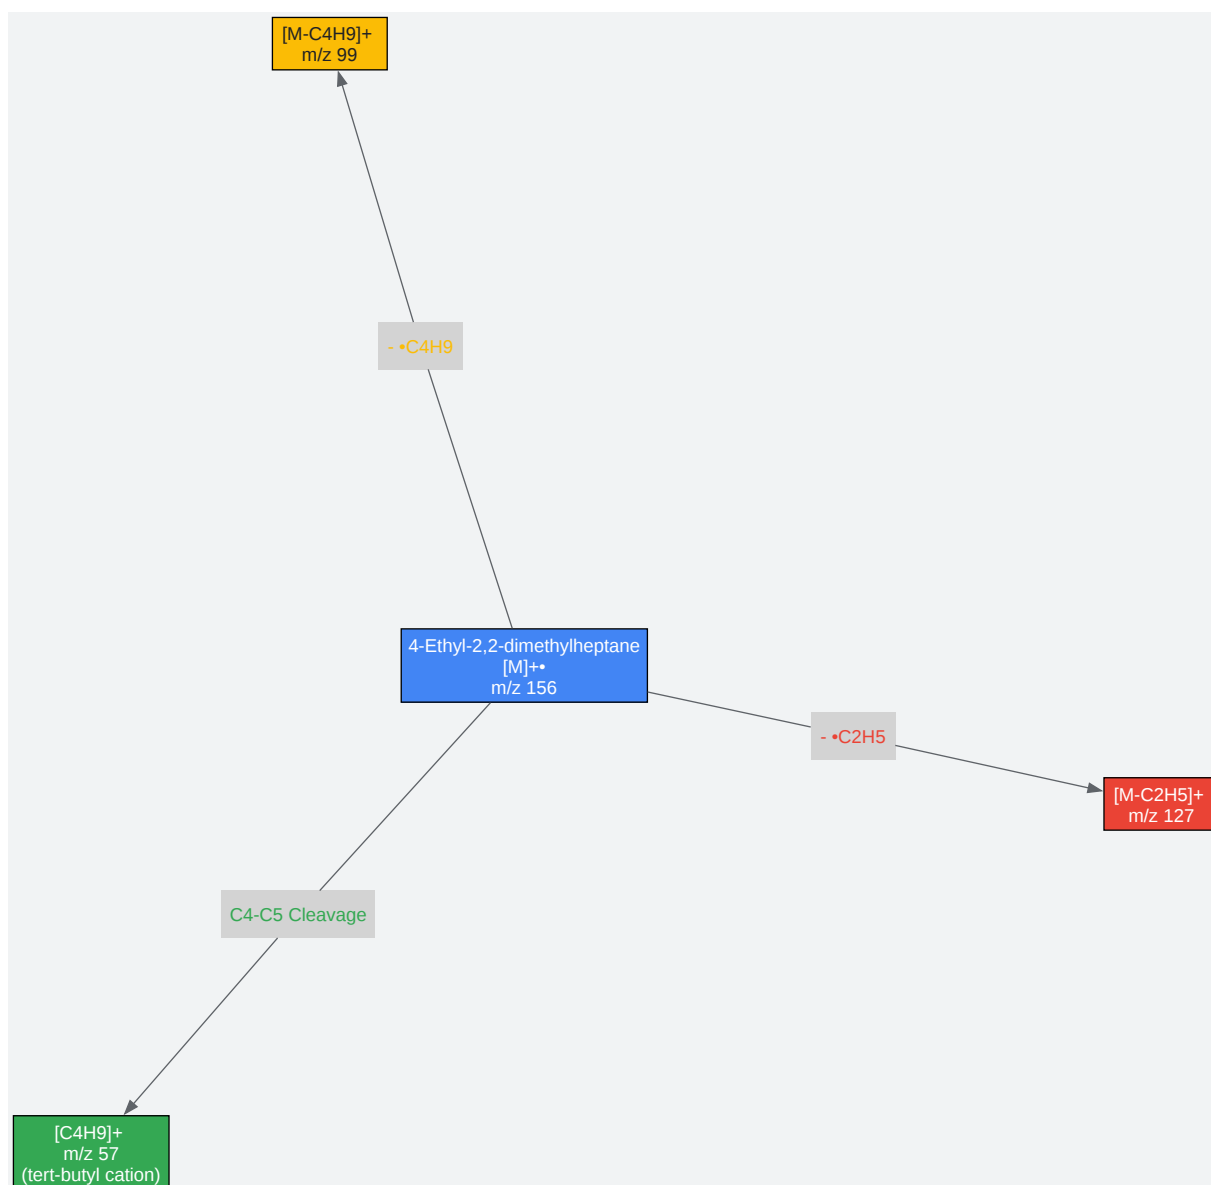 [M-C4H9]+
m/z 99
- •C4H9
4-Ethyl-2,2-dimethylheptane
[M]+•
m/z 156
- •C2H5
[M-C2H5]+
m/z 127
C4-C5 Cleavage
[C4H9]+
m/z 57
(tert-butyl cation)